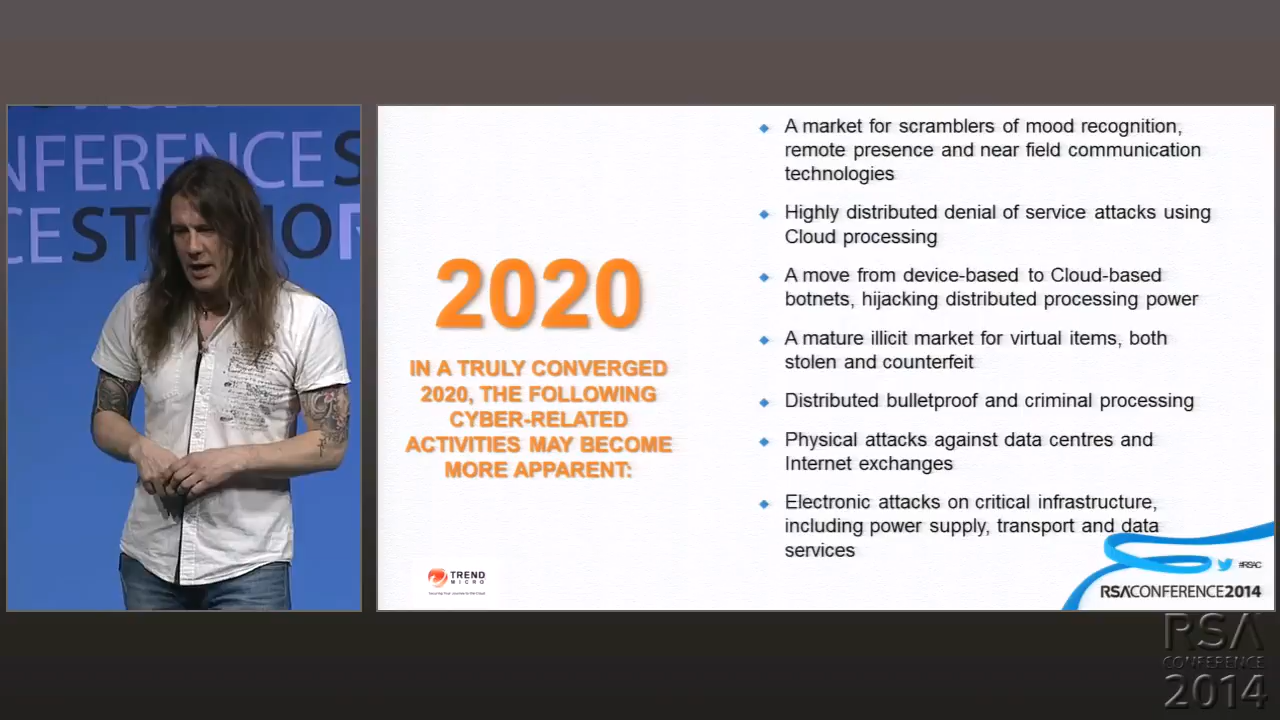 NFERENCE
CE STUDIO
2020
IN A TRULY CONVERGED
2020, THE FOLLOWING
CYBER-RELATED
ACTIVITIES MAY BECOME
MORE APPARENT:
TREND
MICRO
A market for scramblers of mood recognition,
remote presence and near field communication
technologies
Highly distributed denial of service attacks using
Cloud processing
A move from device-based to Cloud-based
botnets, hijacking distributed processing power
A mature illicit market for virtual items, both
stolen and counterfeit
Distributed bulletproof and criminal processing
Physical attacks against data centres and
Internet exchanges
Electronic attacks on critical infrastructure,
including power supply, transport and data
services
#RSAC
RSACONFERENCE2014
RSA
CONFERENCE
2014